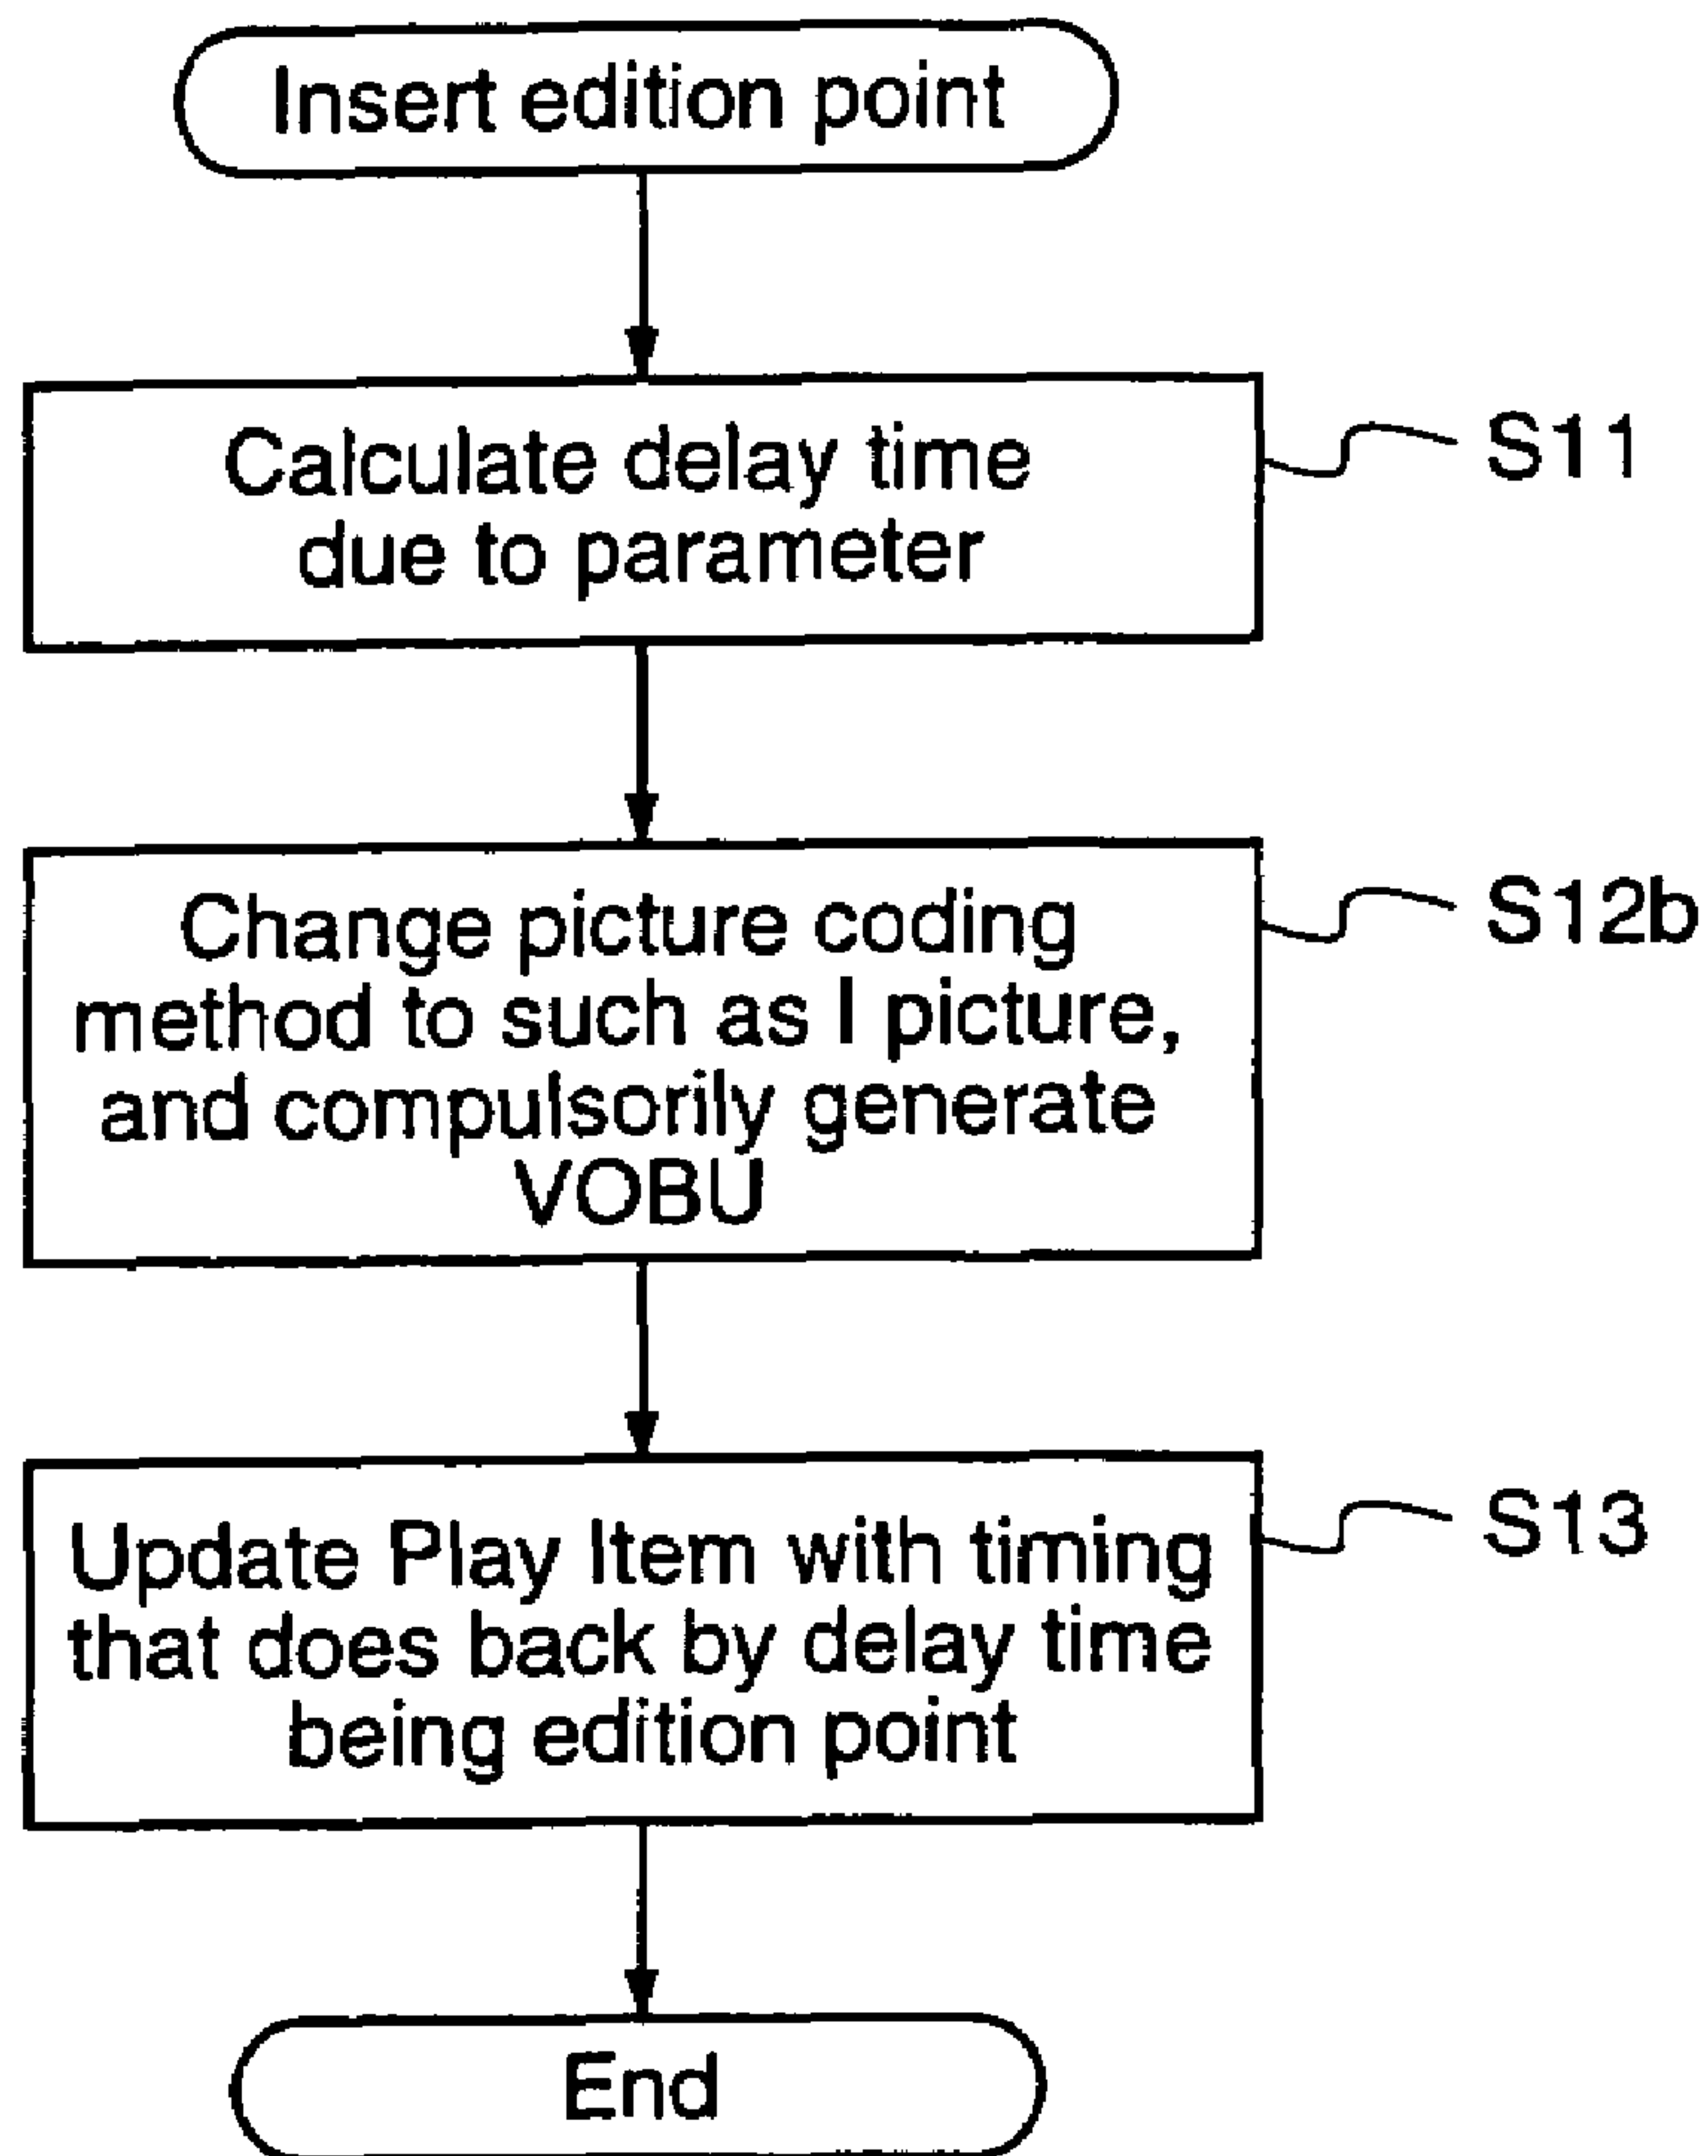 Insert edition point
Calculate delay time
due to parameter
S11
Change picture coding
method to such as I picture,
and compulsorily generate
VOBU
S12b
Update Play Item with timing
that does back by delay time
being edition point
S13
End